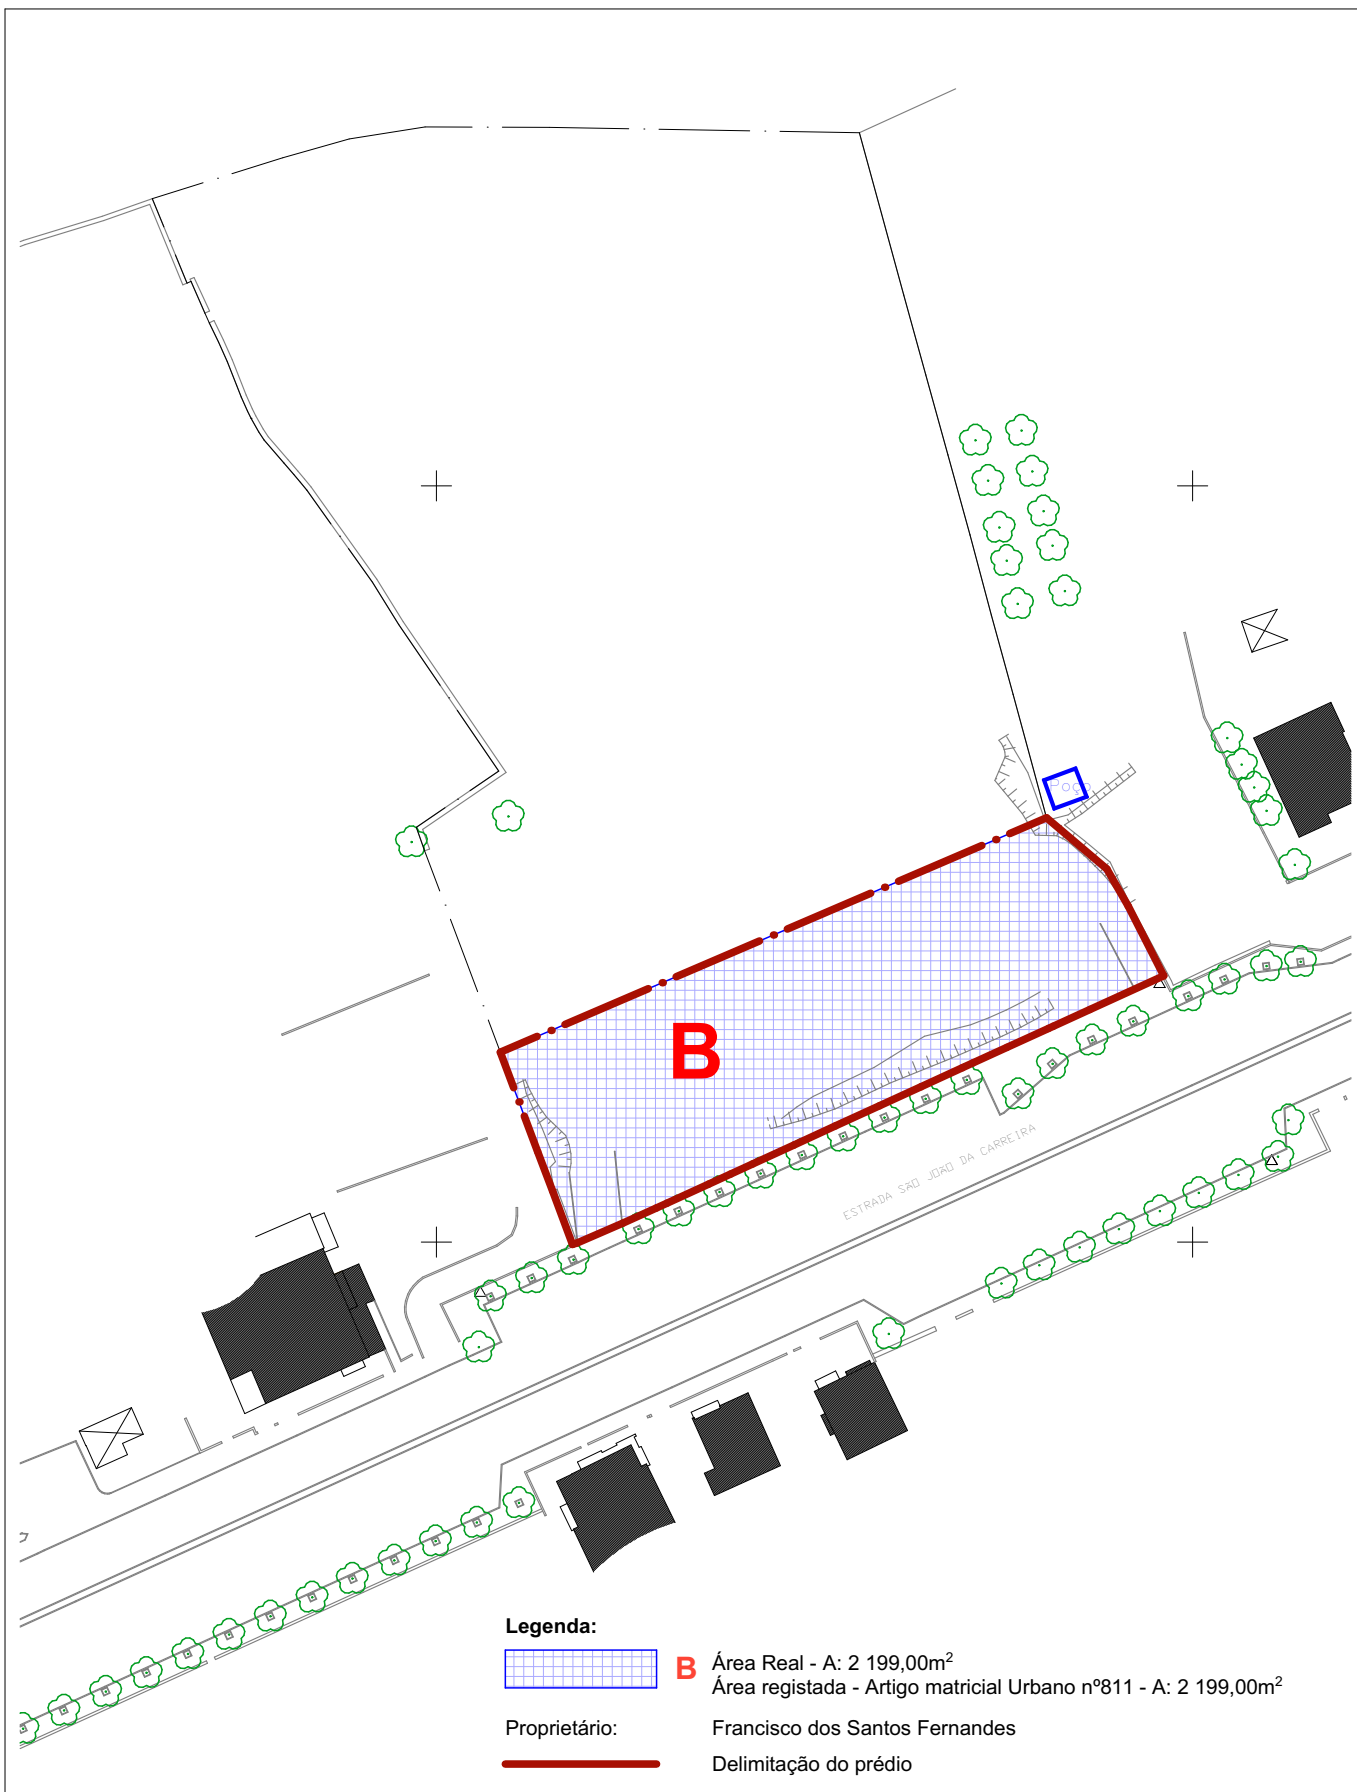 Poço
B
ESTRADA SÃO JOÃO DA CARREIRA
Legenda:
B Área Real - A: 2 199,00m²
Área registada - Artigo matricial Urbano nº811 - A: 2 199,00m²
Proprietário: Francisco dos Santos Fernandes
Delimitação do prédio